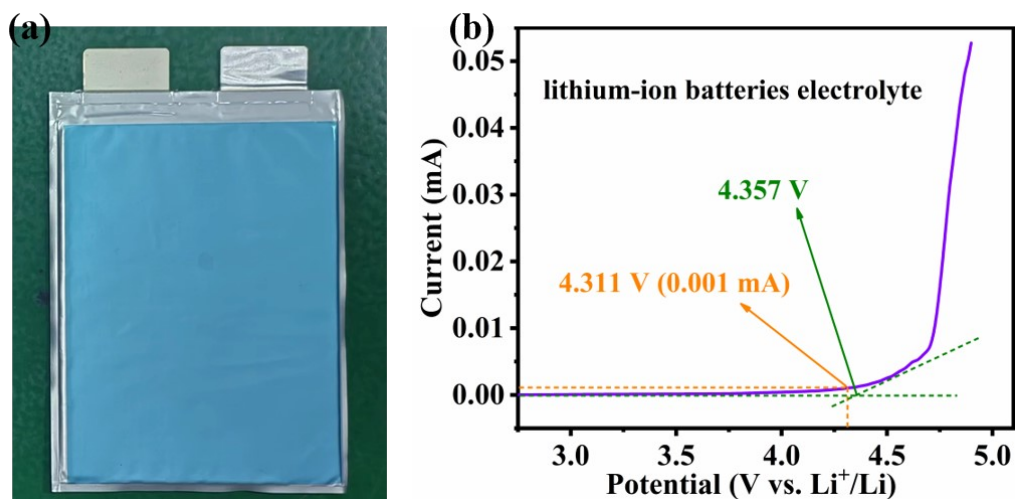 (a)
(b)
0.05
0.04
0.03
0.02
0.01
0.00
Current (mA)
lithium-ion batteries electrolyte
4.357 V
4.311 V (0.001 mA)
3.0 3.5 4.0 4.5 5.0
Potential (V vs. Li⁺/Li)